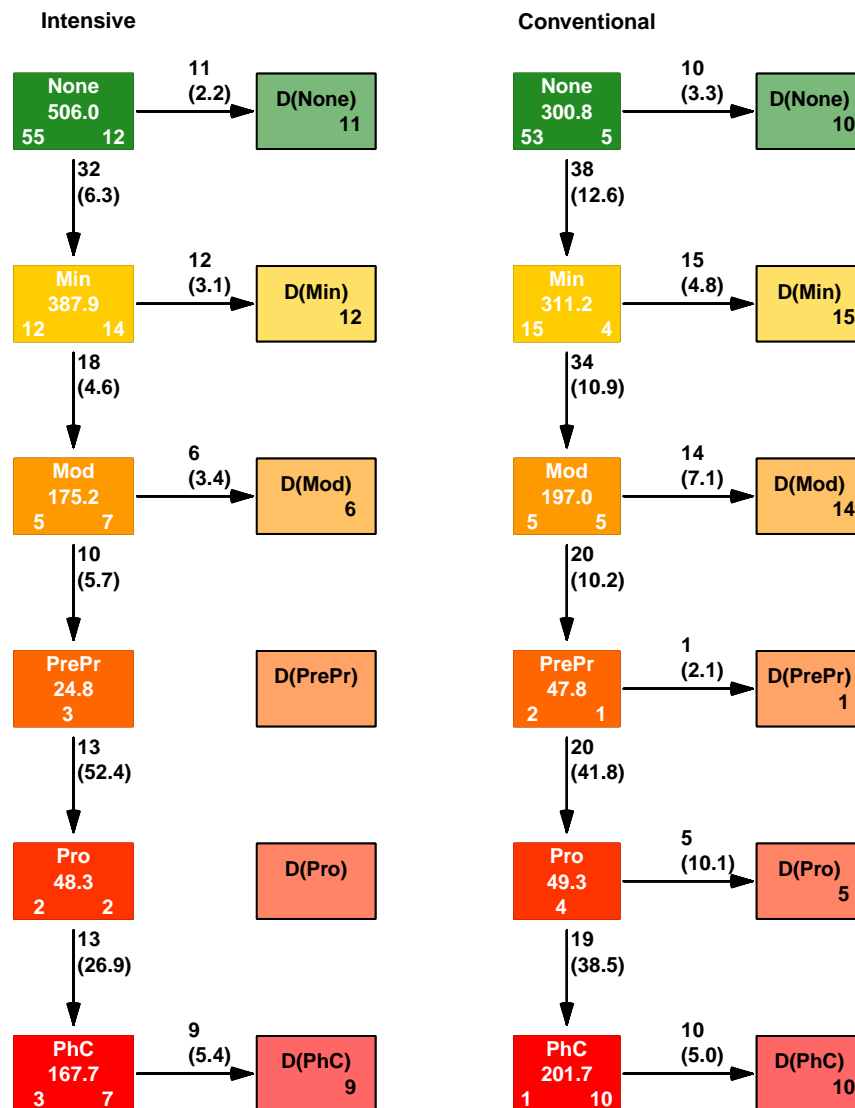 Intensive
None
506.0
55 12
11
(2.2)
D(None)
11
32
(6.3)
Min
387.9
12 14
12
(3.1)
D(Min)
12
18
(4.6)
Mod
175.2
5 7
6
(3.4)
D(Mod)
6
10
(5.7)
PrePr
24.8
3
D(PrePr)
13
(52.4)
Pro
48.3
2 2
D(Pro)
13
(26.9)
PhC
167.7
3 7
9
(5.4)
D(PhC)
9
Conventional
None
300.8
53 5
10
(3.3)
D(None)
10
38
(12.6)
Min
311.2
15 4
15
(4.8)
D(Min)
15
34
(10.9)
Mod
197.0
5 5
14
(7.1)
D(Mod)
14
20
(10.2)
PrePr
47.8
2 1
1
(2.1)
D(PrePr)
1
20
(41.8)
Pro
49.3
4
5
(10.1)
D(Pro)
5
19
(38.5)
PhC
201.7
1 10
10
(5.0)
D(PhC)
10